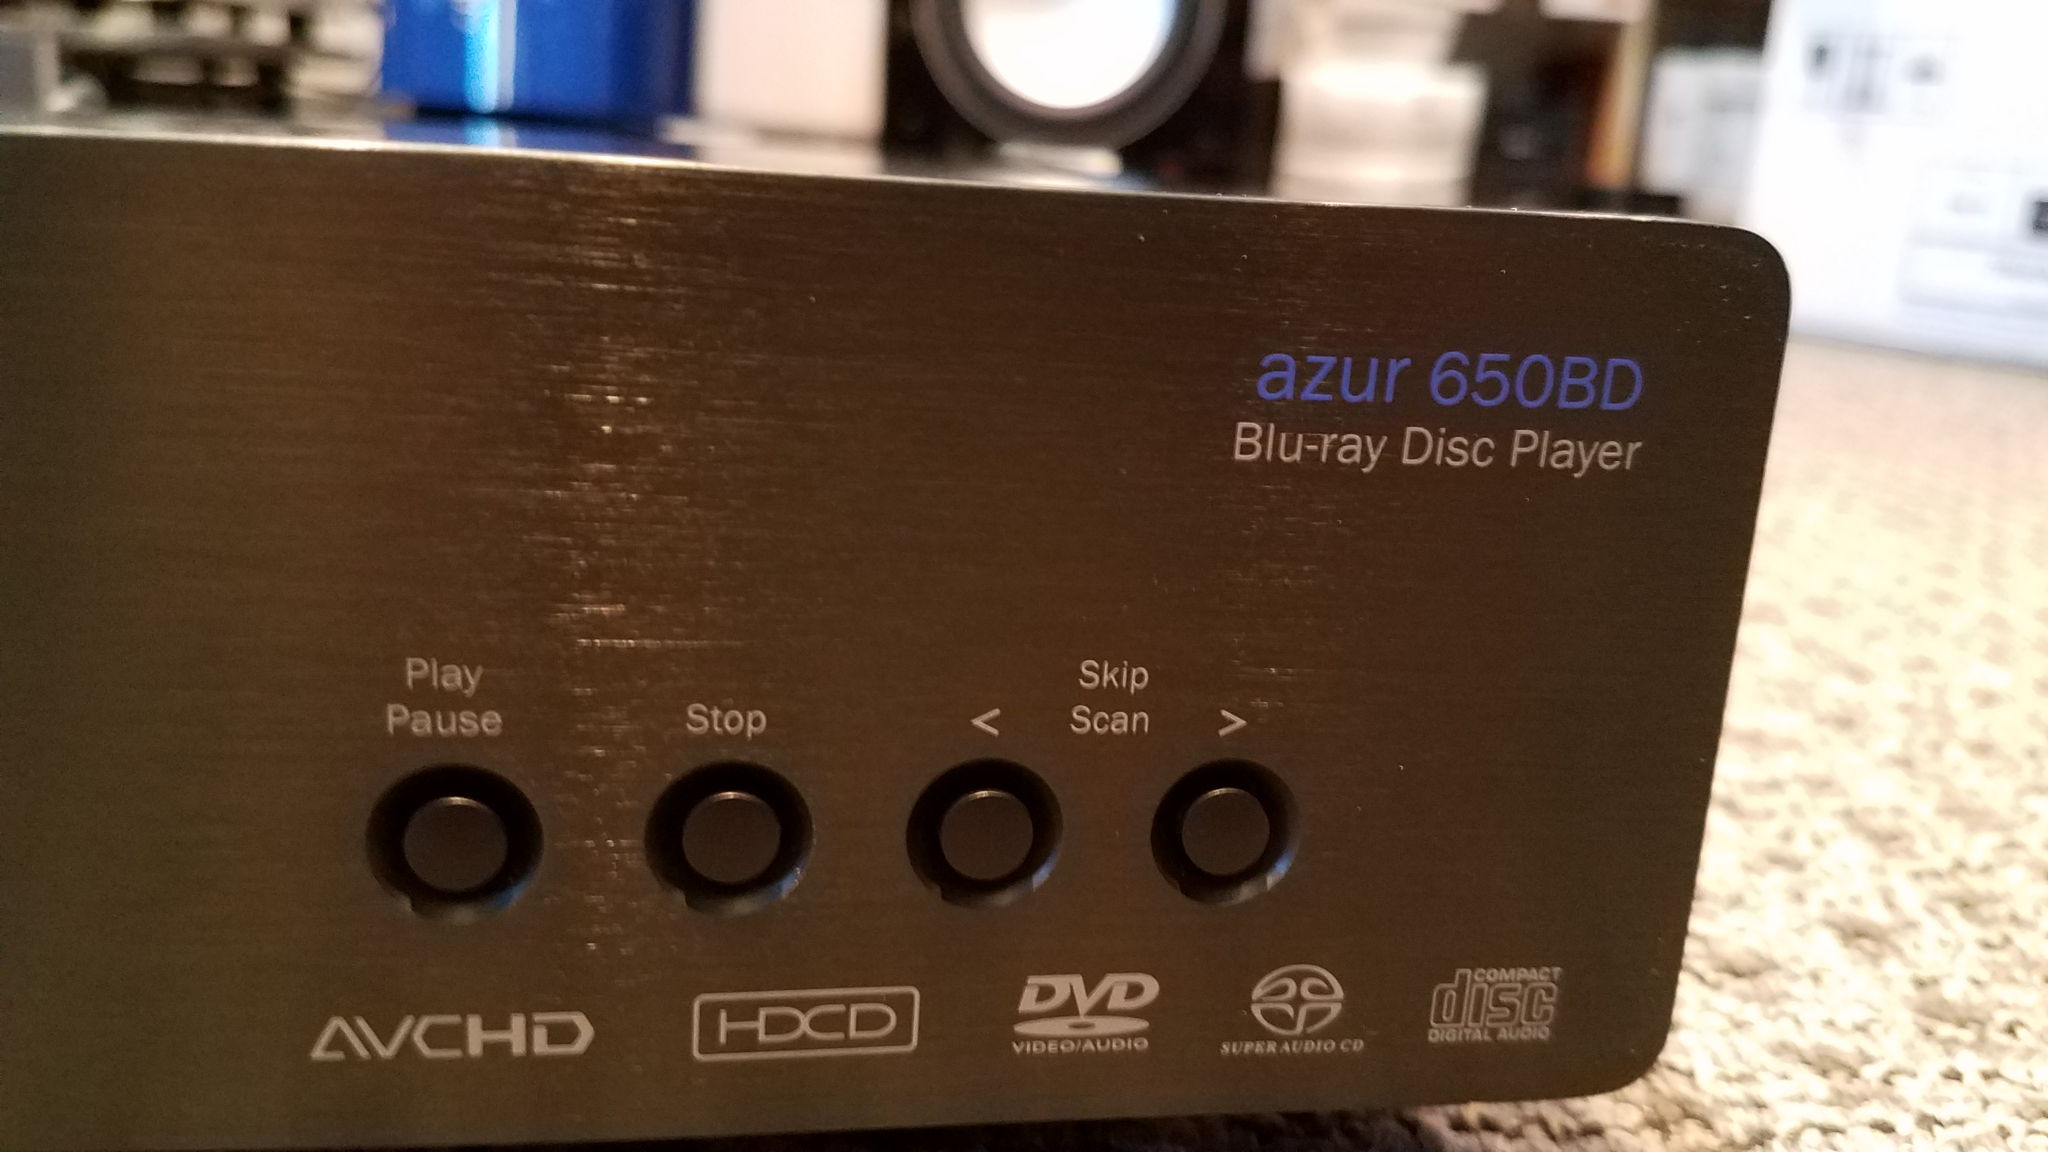 azur 650BD
Blu-ray Disc Player
Play
Pause
Stop
Skip
< Scan >
AVCHD
HDCD
DVD
VIDEO/AUDIO
SUPER AUDIO CD
COMPACT
disc
DIGITAL AUDIO